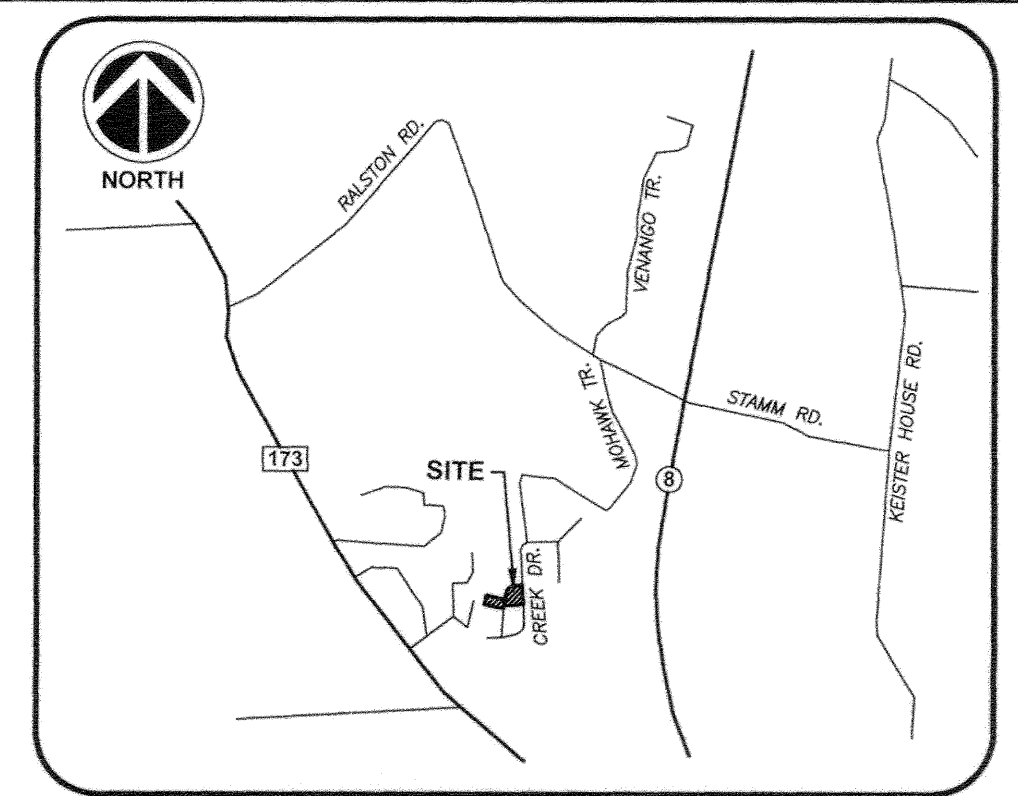 NORTH
RALSTON RD.
VENANGO TR.
MOHAWK TR.
STAMM RD.
KEISTER HOUSE RD.
173
SITE
8
CREEK DR.